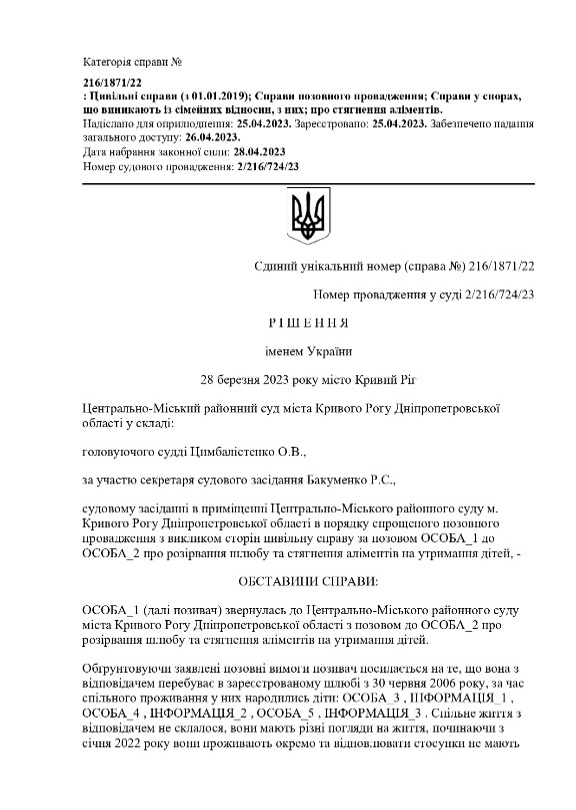 Категорія справи №
216/1871/22
: Цивільні справи (з 01.01.2019); Справи позовного провадження; Справи у спорах,
що виникають із сімейних відносин, з них; про стягнення аліментів.
Надіслано для оприлюднення: 25.04.2023. Зареєстровано: 25.04.2023. Забезпечено надання
загального доступу: 26.04.2023.
Дата набрання законної сили: 28.04.2023
Номер судового провадження: 2/216/724/23
Єдиний унікальний номер (справа №) 216/1871/22
Номер провадження у суді 2/216/724/23
Р І Ш Е Н Н Я
іменем України
28 березня 2023 року місто Кривий Ріг
Центрально-Міський районний суд міста Кривого Рогу Дніпропетровської
області у складі:
головуючого судді Цимбалістенко О.В.,
за участю секретаря судового засідання Бакуменко Р.С.,
судовому засіданні в приміщенні Центрально-Міського районного суду м.
Кривого Рогу Дніпропетровської області в порядку спрощеного позовного
провадження з викликом сторін цивільну справу за позовом ОСОБА_1 до
ОСОБА_2 про розірвання шлюбу та стягнення аліментів на утримання дітей, -
ОБСТАВИНИ СПРАВИ:
ОСОБА_1 (далі позивач) звернулась до Центрально-Міського районного суду
міста Кривого Рогу Дніпропетровської області з позовом до ОСОБА_2 про
розірвання шлюбу та стягнення аліментів на утримання дітей.
Обґрунтовуючи заявлені позовні вимоги позивач посилається на те, що вона з
відповідачем перебуває в зареєстрованому шлюбі з 30 червня 2006 року, за час
спільного проживання у них народились діти: ОСОБА_3 , ІНФОРМАЦІЯ_1 ,
ОСОБА_4 , ІНФОРМАЦІЯ_2 , ОСОБА_5 , ІНФОРМАЦІЯ_3 . Спільне життя з
відповідачем не склалося, вони мають різні погляди на життя, починаючи з
січня 2022 року вони проживають окремо та відновлювати стосунки не мають